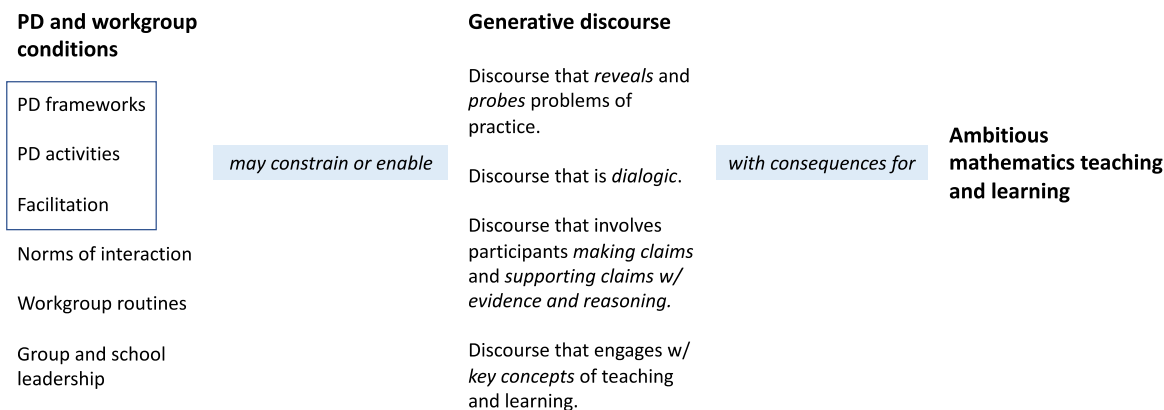 PD and workgroup
conditions
PD frameworks
PD activities
Facilitation
Norms of interaction
Workgroup routines
Group and school
leadership
may constrain or enable
Generative discourse
Discourse that reveals and
probes problems of
practice.
Discourse that is dialogic.
Discourse that involves
participants making claims
and supporting claims w/
evidence and reasoning.
Discourse that engages w/
key concepts of teaching
and learning.
with consequences for
Ambitious
mathematics teaching
and learning